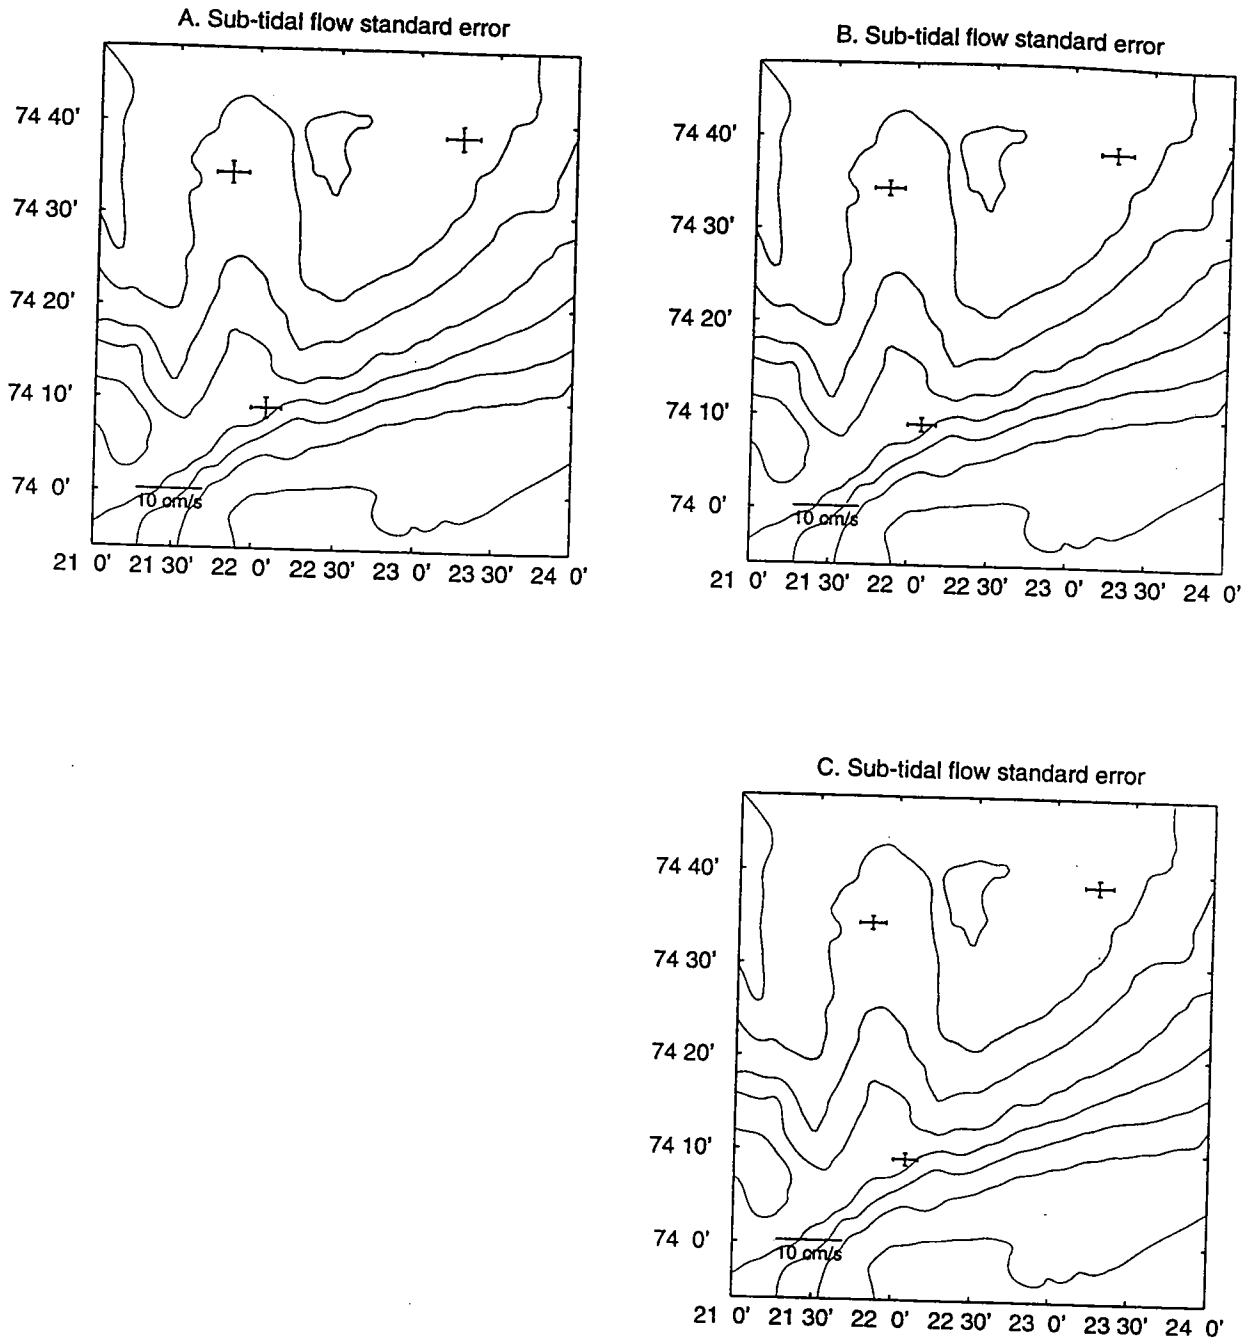 A. Sub-tidal flow standard error
74 40'
74 30'
74 20'
74 10'
74 0'
10 cm/s
21 0' 21 30' 22 0' 22 30' 23 0' 23 30' 24 0'
B. Sub-tidal flow standard error
74 40'
74 30'
74 20'
74 10'
74 0'
10 cm/s
21 0' 21 30' 22 0' 22 30' 23 0' 23 30' 24 0'
C. Sub-tidal flow standard error
74 40'
74 30'
74 20'
74 10'
74 0'
10 cm/s
21 0' 21 30' 22 0' 22 30' 23 0' 23 30' 24 0'